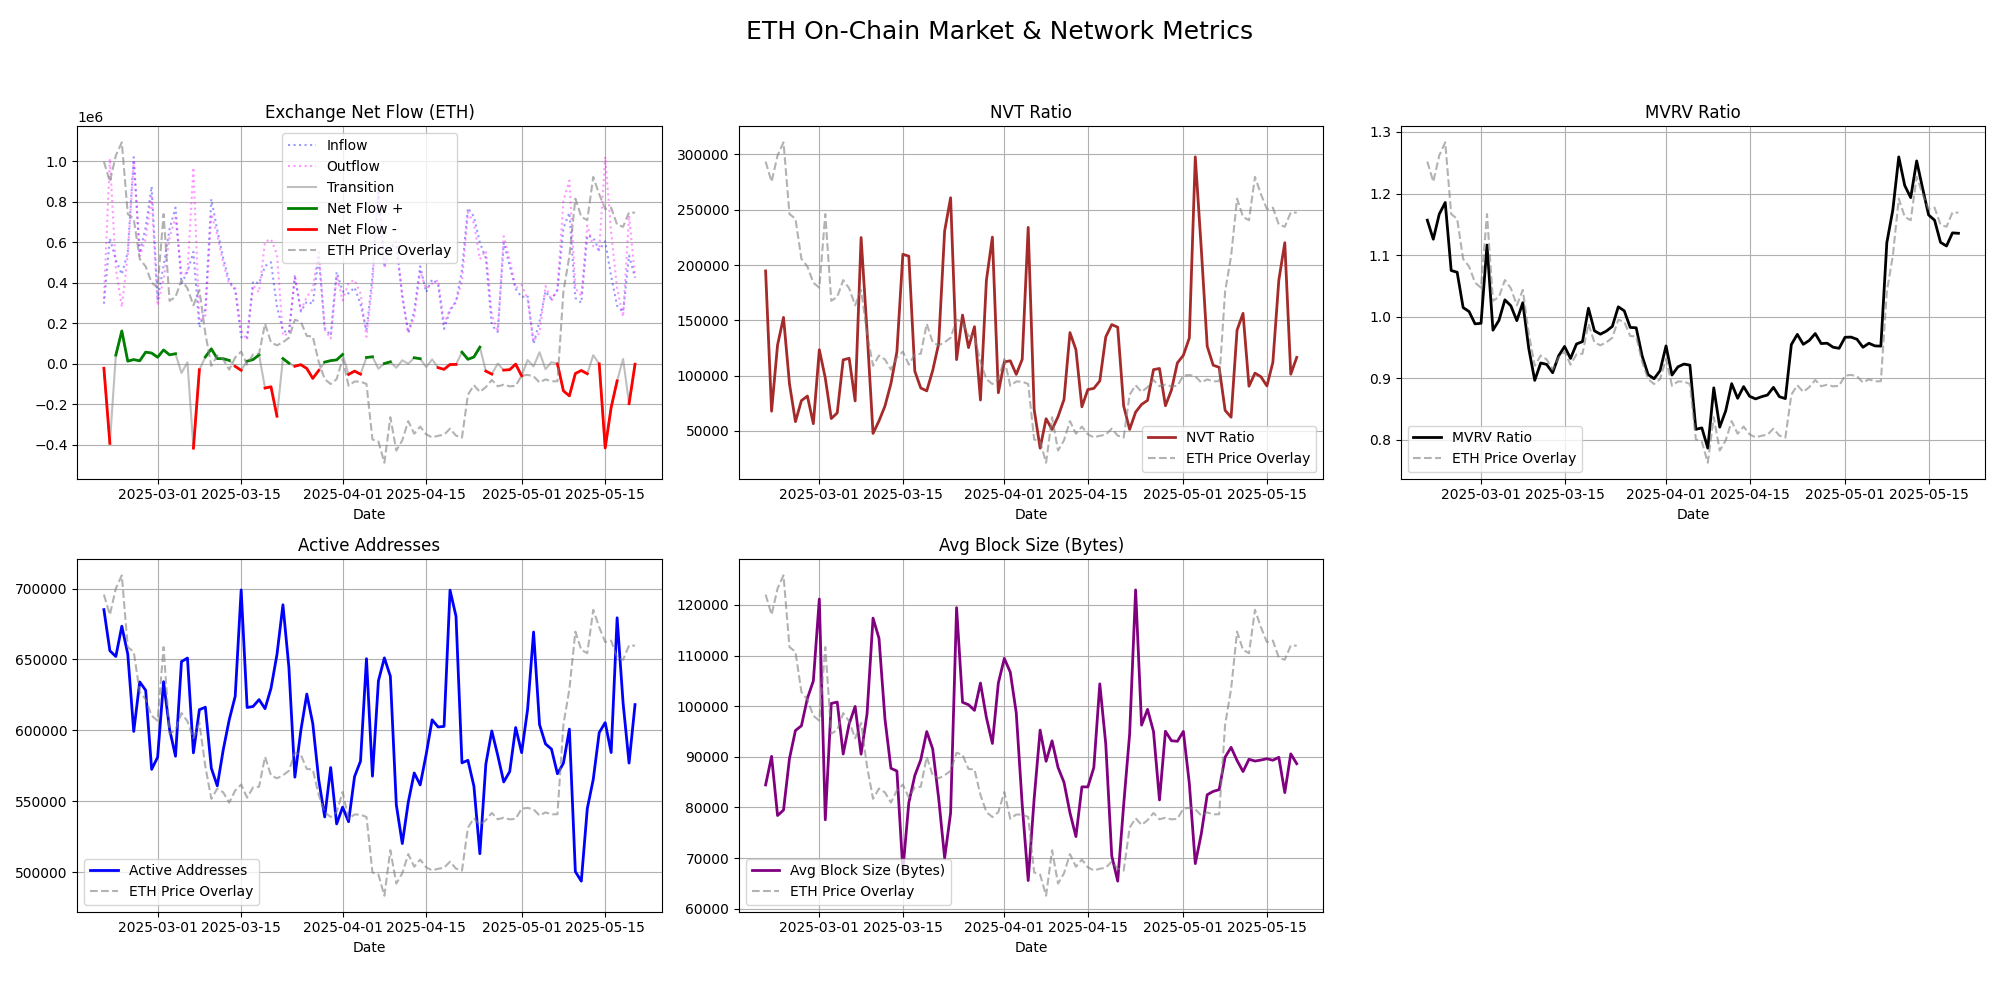 ETH On-Chain Market & Network Metrics
Exchange Net Flow (ETH)
1e6
1.0
0.8
0.6
0.4
0.2
0.0
−0.2
−0.4
Inflow
Outflow
Transition
Net Flow +
Net Flow -
ETH Price Overlay
2025-03-01 2025-03-15 2025-04-01 2025-04-15 2025-05-01 2025-05-15
Date
NVT Ratio
300000
250000
200000
150000
100000
50000
NVT Ratio
ETH Price Overlay
2025-03-01 2025-03-15 2025-04-01 2025-04-15 2025-05-01 2025-05-15
Date
MVRV Ratio
1.3
1.2
1.1
1.0
0.9
0.8
MVRV Ratio
ETH Price Overlay
2025-03-01 2025-03-15 2025-04-01 2025-04-15 2025-05-01 2025-05-15
Date
Active Addresses
700000
650000
600000
550000
500000
Active Addresses
ETH Price Overlay
2025-03-01 2025-03-15 2025-04-01 2025-04-15 2025-05-01 2025-05-15
Date
Avg Block Size (Bytes)
120000
110000
100000
90000
80000
70000
60000
Avg Block Size (Bytes)
ETH Price Overlay
2025-03-01 2025-03-15 2025-04-01 2025-04-15 2025-05-01 2025-05-15
Date